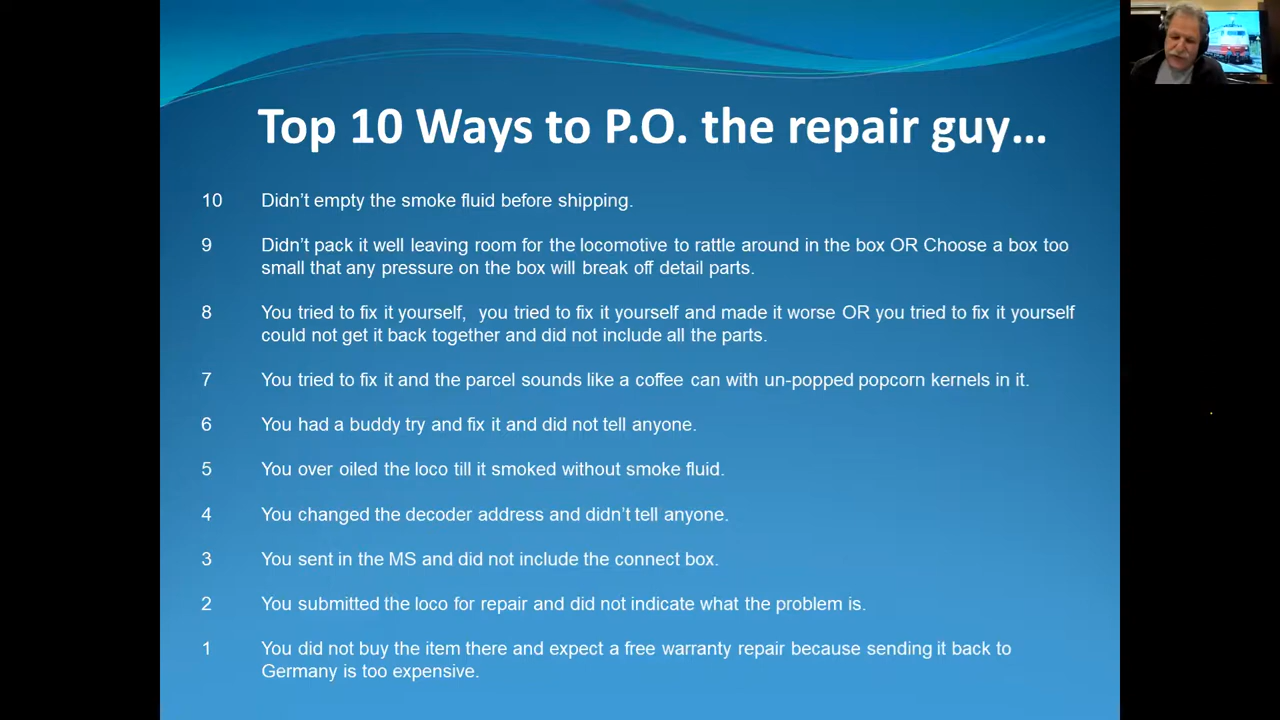 Top 10 Ways to P.O. the repair guy...
10 Didn't empty the smoke fluid before shipping.
9 Didn't pack it well leaving room for the locomotive to rattle around in the box OR Choose a box too
small that any pressure on the box will break off detail parts.
8 You tried to fix it yourself,  you tried to fix it yourself and made it worse OR you tried to fix it yourself
could not get it back together and did not include all the parts.
7 You tried to fix it and the parcel sounds like a coffee can with un-popped popcorn kernels in it.
6 You had a buddy try and fix it and did not tell anyone.
5 You over oiled the loco till it smoked without smoke fluid.
4 You changed the decoder address and didn't tell anyone.
3 You sent in the MS and did not include the connect box.
2 You submitted the loco for repair and did not indicate what the problem is.
1 You did not buy the item there and expect a free warranty repair because sending it back to
Germany is too expensive.